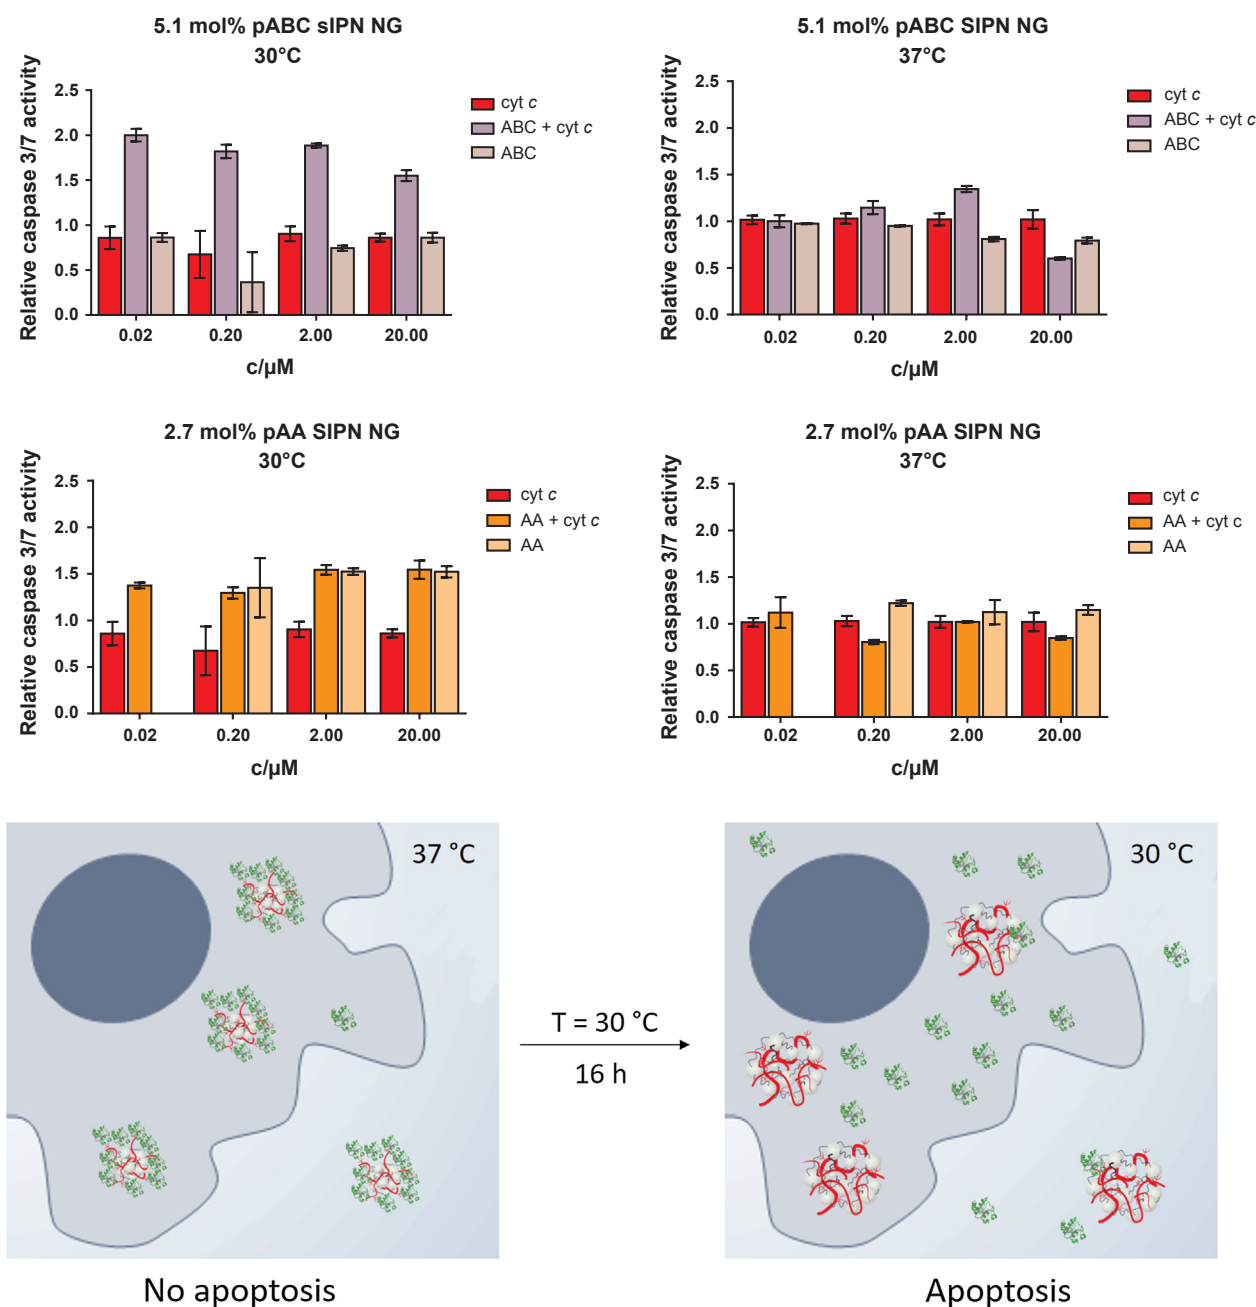 5.1 mol% pABC sIPN NG
30°C
Relative caspase 3/7 activity
2.5
2.0
1.5
1.0
0.5
0.0
0.02
0.20
2.00
20.00
c/µM
cyt c
ABC + cyt c
ABC
5.1 mol% pABC SIPN NG
37°C
Relative caspase 3/7 activity
2.5
2.0
1.5
1.0
0.5
0.0
0.02
0.20
2.00
20.00
c/µM
cyt c
ABC + cyt c
ABC
2.7 mol% pAA SIPN NG
30°C
Relative caspase 3/7 activity
2.5
2.0
1.5
1.0
0.5
0.0
0.02
0.20
2.00
20.00
c/µM
cyt c
AA + cyt c
AA
2.7 mol% pAA SIPN NG
37°C
Relative caspase 3/7 activity
2.5
2.0
1.5
1.0
0.5
0.0
0.02
0.20
2.00
20.00
c/µM
cyt c
AA + cyt c
AA
37 °C
T = 30 °C
16 h
30 °C
No apoptosis
Apoptosis